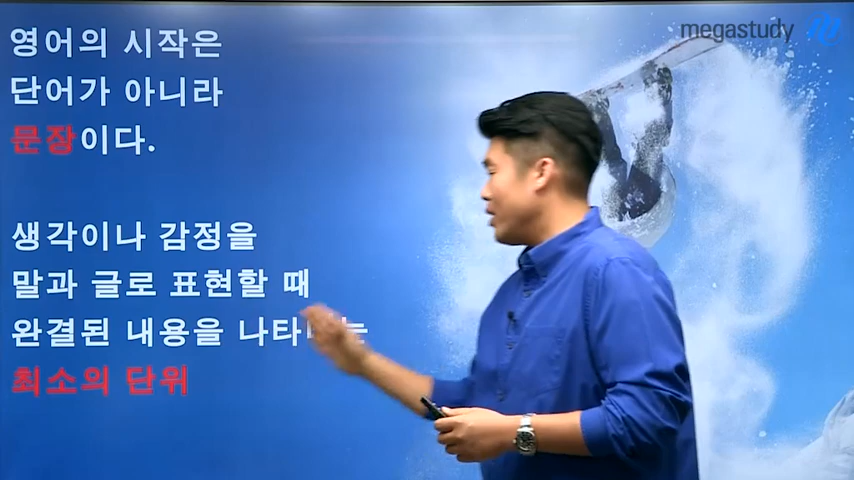 영어의 시작은
단어가 아니라
문장이다.
생각이나 감정을
말과 글로 표현할 때
완결된 내용을
최소의 단위
megastudy